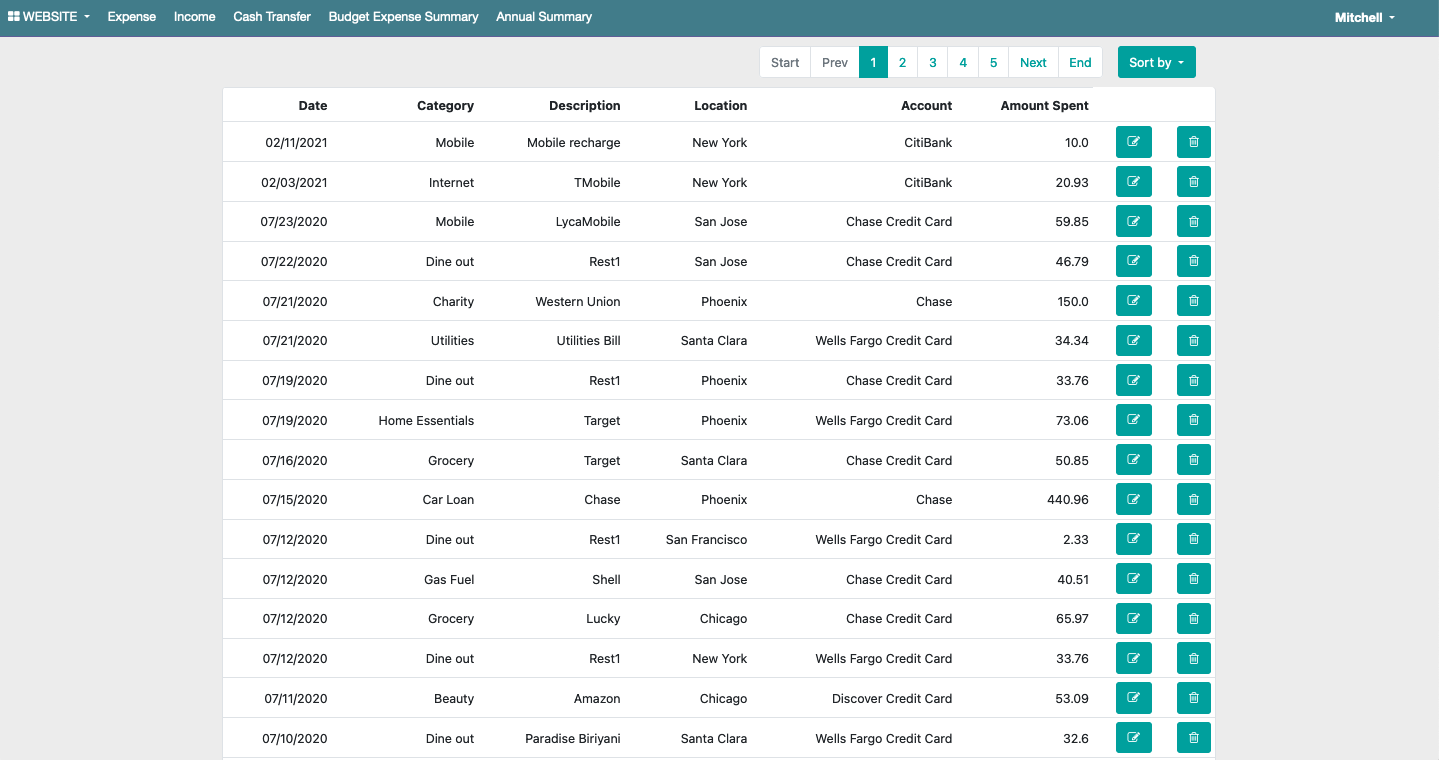 WEBSITE Expense Income Cash Transfer Budget Expense Summary Annual Summary Mitchell
Start Prev 1 2 3 4 5 Next End Sort by
Date Category Description Location Account Amount Spent
02/11/2021 Mobile Mobile recharge New York CitiBank 10.0
02/03/2021 Internet TMobile New York CitiBank 20.93
07/23/2020 Mobile LycaMobile San Jose Chase Credit Card 59.85
07/22/2020 Dine out Rest1 San Jose Chase Credit Card 46.79
07/21/2020 Charity Western Union Phoenix Chase 150.0
07/21/2020 Utilities Utilities Bill Santa Clara Wells Fargo Credit Card 34.34
07/19/2020 Dine out Rest1 Phoenix Chase Credit Card 33.76
07/19/2020 Home Essentials Target Phoenix Wells Fargo Credit Card 73.06
07/16/2020 Grocery Target Santa Clara Chase Credit Card 50.85
07/15/2020 Car Loan Chase Phoenix Chase 440.96
07/12/2020 Dine out Rest1 San Francisco Wells Fargo Credit Card 2.33
07/12/2020 Gas Fuel Shell San Jose Chase Credit Card 40.51
07/12/2020 Grocery Lucky Chicago Chase Credit Card 65.97
07/12/2020 Dine out Rest1 New York Wells Fargo Credit Card 33.76
07/11/2020 Beauty Amazon Chicago Discover Credit Card 53.09
07/10/2020 Dine out Paradise Biriyani Santa Clara Wells Fargo Credit Card 32.6